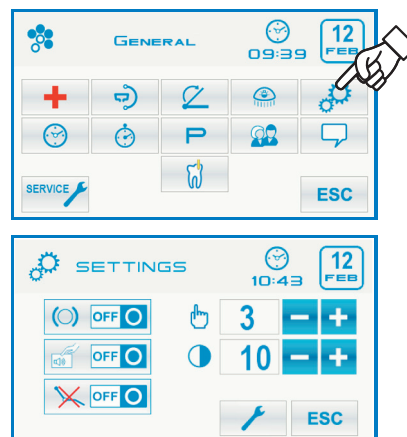 GENERAL
09:39
12
FEB
P
SERVICE
ESC
SETTINGS
10:43
12
FEB
OFF
3
OFF
10
OFF
ESC